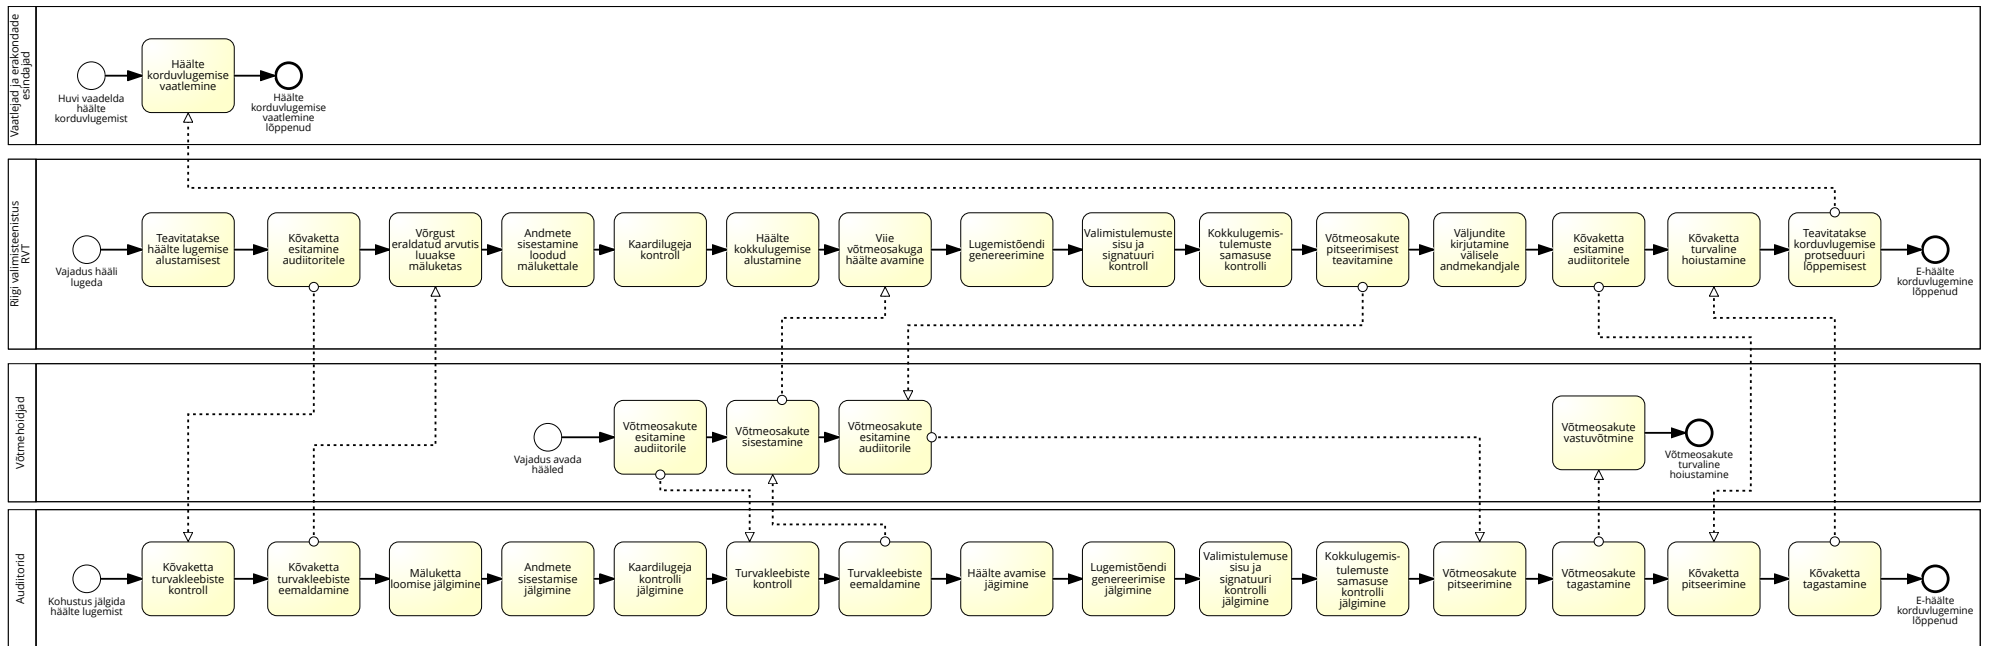 Vaatlejad ja erakondade
esindajad
Huvi vaadelda
häälte
korduvlugemist
Häälte
korduvlugemise
vaatlemine
Häälte
korduvlugemise
vaatlemine
lõppenud
Riigi valimisteenistus
RVT
Vajadus hääli
lugeda
Teavitatakse
häälte lugemise
alustamisest
Kõvaketta
esitamine
audiitoritele
Võrgust
eraldatud arvutis
luuakse
mäluketas
Andmete
sisestamine
loodud
mälukettale
Kaardilugeja
kontroll
Häälte
kokkulugemise
alustamine
Viie
võtmeosakuga
häälte avamine
Lugemistõendi
genereerimine
Valimistulemuste
sisu ja
signatuuri
kontroll
Kokkulugemis-
tulemuste
samasuse
kontrolli
Võtmeosakute
pitseerimisest
teavitamine
Väljundite
kirjutamine
välisele
andmekandjale
Kõvaketta
esitamine
audiitoritele
Kõvaketta
turvaline
hoiustamine
Teavitatakse
korduvlugemise
protseduuri
lõppemisest
E-häälte
korduvlugemine
lõppenud
Võtmehoidjad
Vajadus avada
hääled
Võtmeosakute
esitamine
audiitorile
Võtmeosakute
sisestamine
Võtmeosakute
esitamine
audiitorile
Võtmeosakute
vastuvõtmine
Võtmeosakute
turvaline
hoiustamine
Audiitorid
Kohustus jälgida
häälte lugemist
Kõvaketta
turvakleebiste
kontroll
Kõvaketta
turvakleebiste
eemaldamine
Mäluketta
loomise jälgimine
Andmete
sisestamise
jälgimine
Kaardilugeja
kontrolli
jälgimine
Turvakleebiste
kontroll
Turvakleebiste
eemaldamine
Häälte avamise
jägimine
Lugemistõendi
genereerimise
jälgimine
Valimistulemuse
sisu ja
signatuuri
kontrolli
jälgimine
Kokkulugemis-
tulemuste
samasuse
kontrolli
jälgimine
Võtmeosakute
pitseerimine
Võtmeosakute
tagastamine
Kõvaketta
pitseerimine
Kõvaketta
tagastamine
E-häälte
korduvlugemine
lõppenud